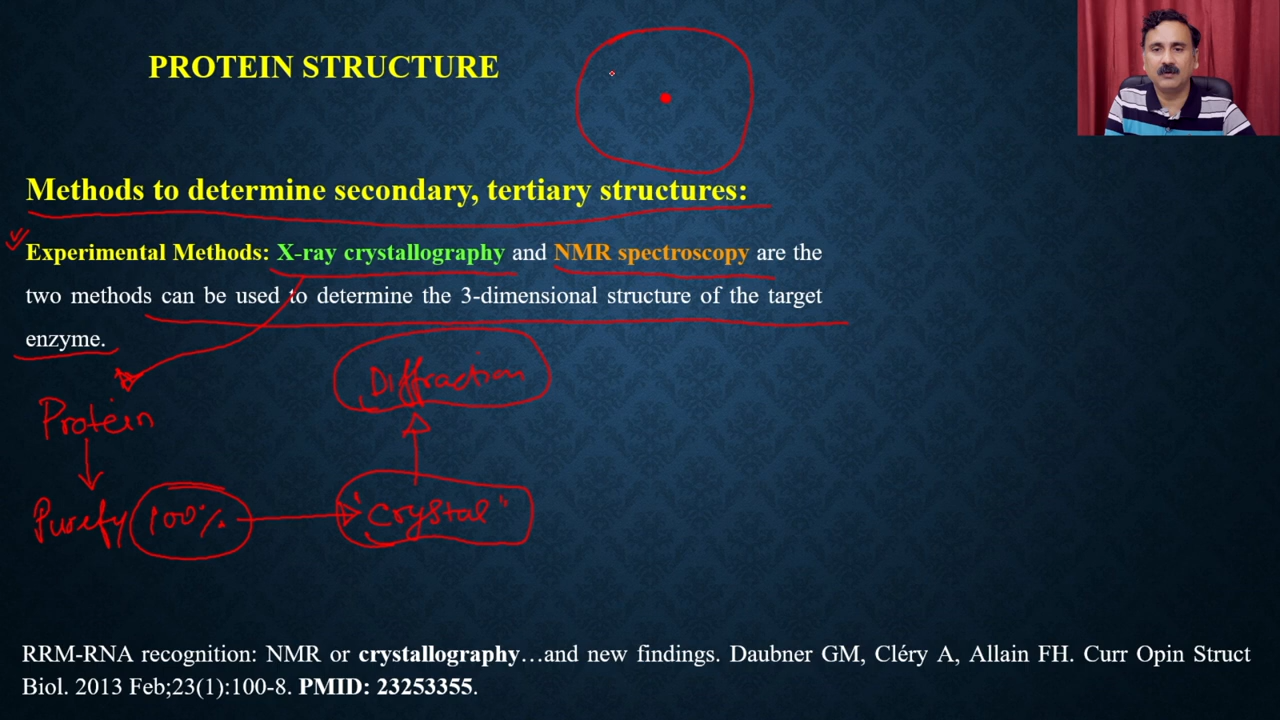 PROTEIN STRUCTURE
Methods to determine secondary, tertiary structures:
Experimental Methods: X-ray crystallography and NMR spectroscopy are the
two methods can be used to determine the 3-dimensional structure of the target
enzyme.
Diffraction
Protein
Purify 100%
"Crystal"
RRM-RNA recognition: NMR or crystallography…and new findings. Daubner GM, Cléry A, Allain FH. Curr Opin Struct
Biol. 2013 Feb;23(1):100-8. PMID: 23253355.